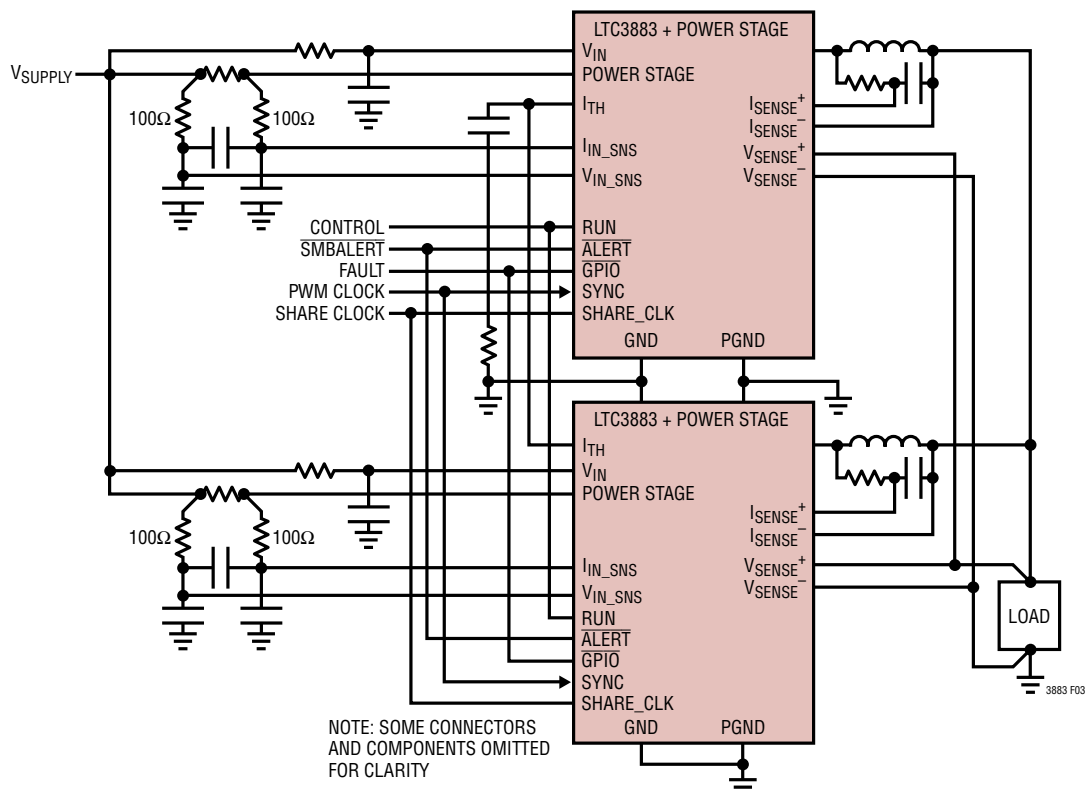 LTC3883 + POWER STAGE
VSUPPLY
VIN
POWER STAGE
ITH
100Ω
100Ω
IIN_SNS
VIN_SNS
ISENSE+
ISENSE–
VSENSE+
VSENSE–
CONTROL
RUN
SMBALERT
ALERT
FAULT
GPIO
PWM CLOCK
SYNC
SHARE CLOCK
SHARE_CLK
GND
PGND
LTC3883 + POWER STAGE
ITH
VIN
POWER STAGE
100Ω
100Ω
IIN_SNS
VIN_SNS
RUN
ALERT
GPIO
SYNC
SHARE_CLK
ISENSE+
ISENSE–
VSENSE+
VSENSE–
LOAD
3883 F03
GND
PGND
NOTE: SOME CONNECTORS
AND COMPONENTS OMITTED
FOR CLARITY